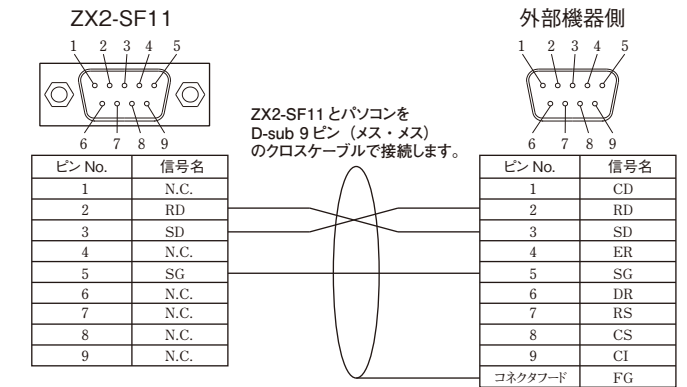 ZX2-SF11
外部機器側
1 2 3 4 5
1 2 3 4 5
6 7 8 9
6 7 8 9
ZX2-SF11とパソコンを
D-sub 9ピン（メス・メス）
のクロスケーブルで接続します。
ピン No. 信号名
1 N.C.
2 RD
3 SD
4 N.C.
5 SG
6 N.C.
7 N.C.
8 N.C.
9 N.C.
ピン No. 信号名
1 CD
2 RD
3 SD
4 ER
5 SG
6 DR
7 RS
8 CS
9 CI
コネクタフード FG